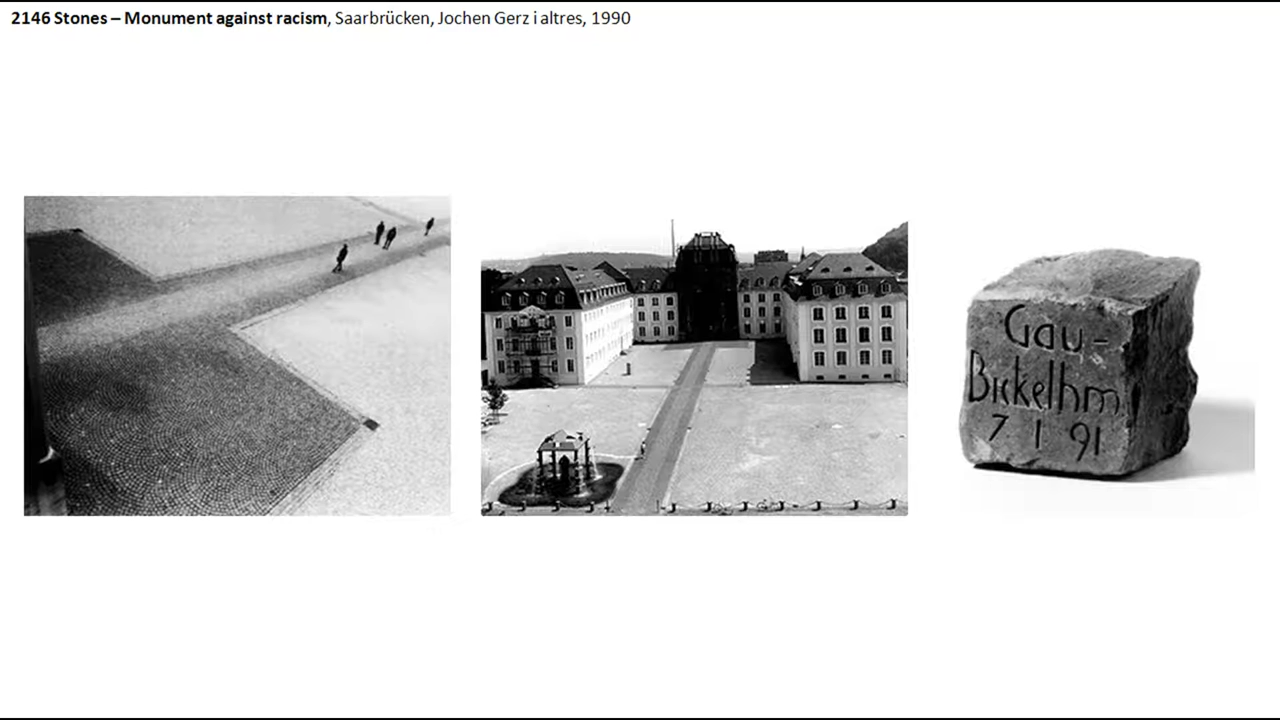 2146 Stones – Monument against racism, Saarbrücken, Jochen Gerz i altres, 1990
Gau-
Bickelhm
7 1 91